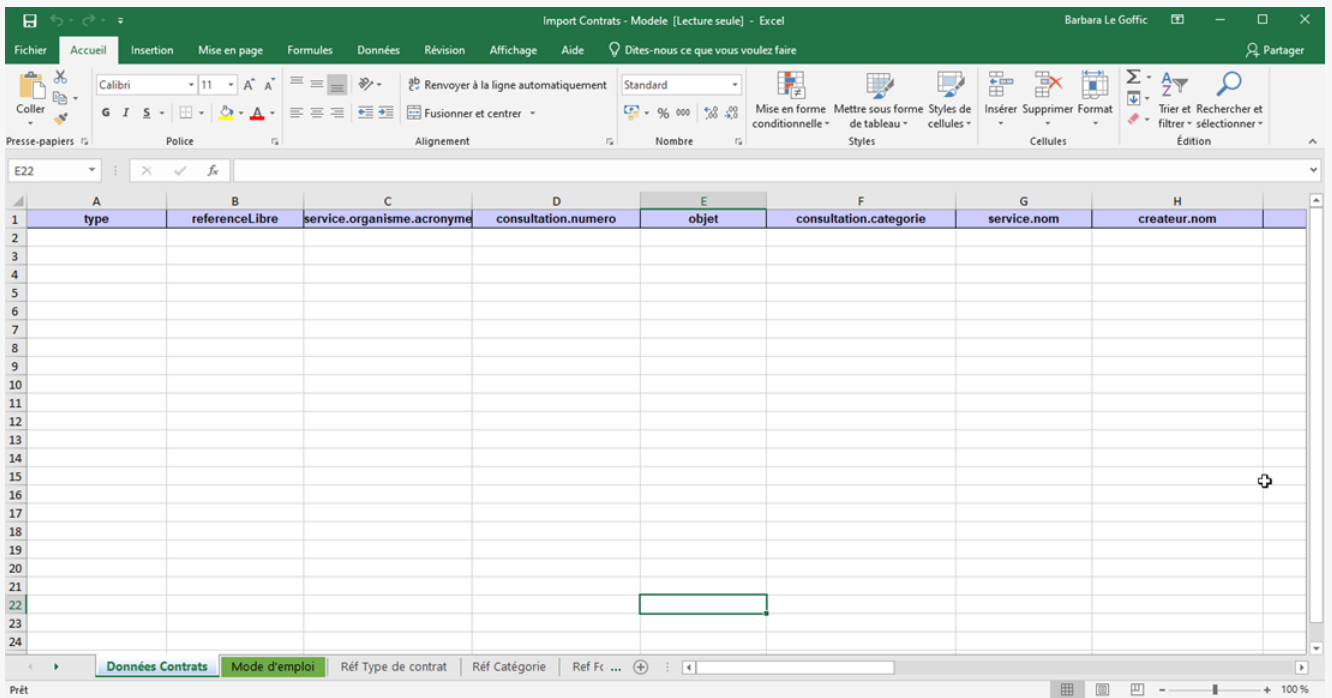 Import Contrats - Modele [Lecture seule] - Excel
Barbara Le Goffic
Fichier Accueil Insertion Mise en page Formules Données Révision Affichage Aide Dites-nous ce que vous voulez faire Partager
Coller
Calibri 11
G I S
Renvoyer à la ligne automatiquement
Fusionner et centrer
Standard
% 000
Mise en forme conditionnelle
Mettre sous forme de tableau
Styles de cellules
Insérer Supprimer Format
Trier et filtrer
Rechercher et sélectionner
Presse-papiers Police Alignement Nombre Styles Cellules Édition
E22 fx
A B C D E F G H
1 type referenceLibre service.organisme.acronyme consultation.numero objet consultation.categorie service.nom createur.nom
2
3
4
5
6
7
8
9
10
11
12
13
14
15
16
17
18
19
20
21
22
23
24
Données Contrats Mode d'emploi Réf Type de contrat Réf Catégorie Ref Fc ...
Prêt 100 %